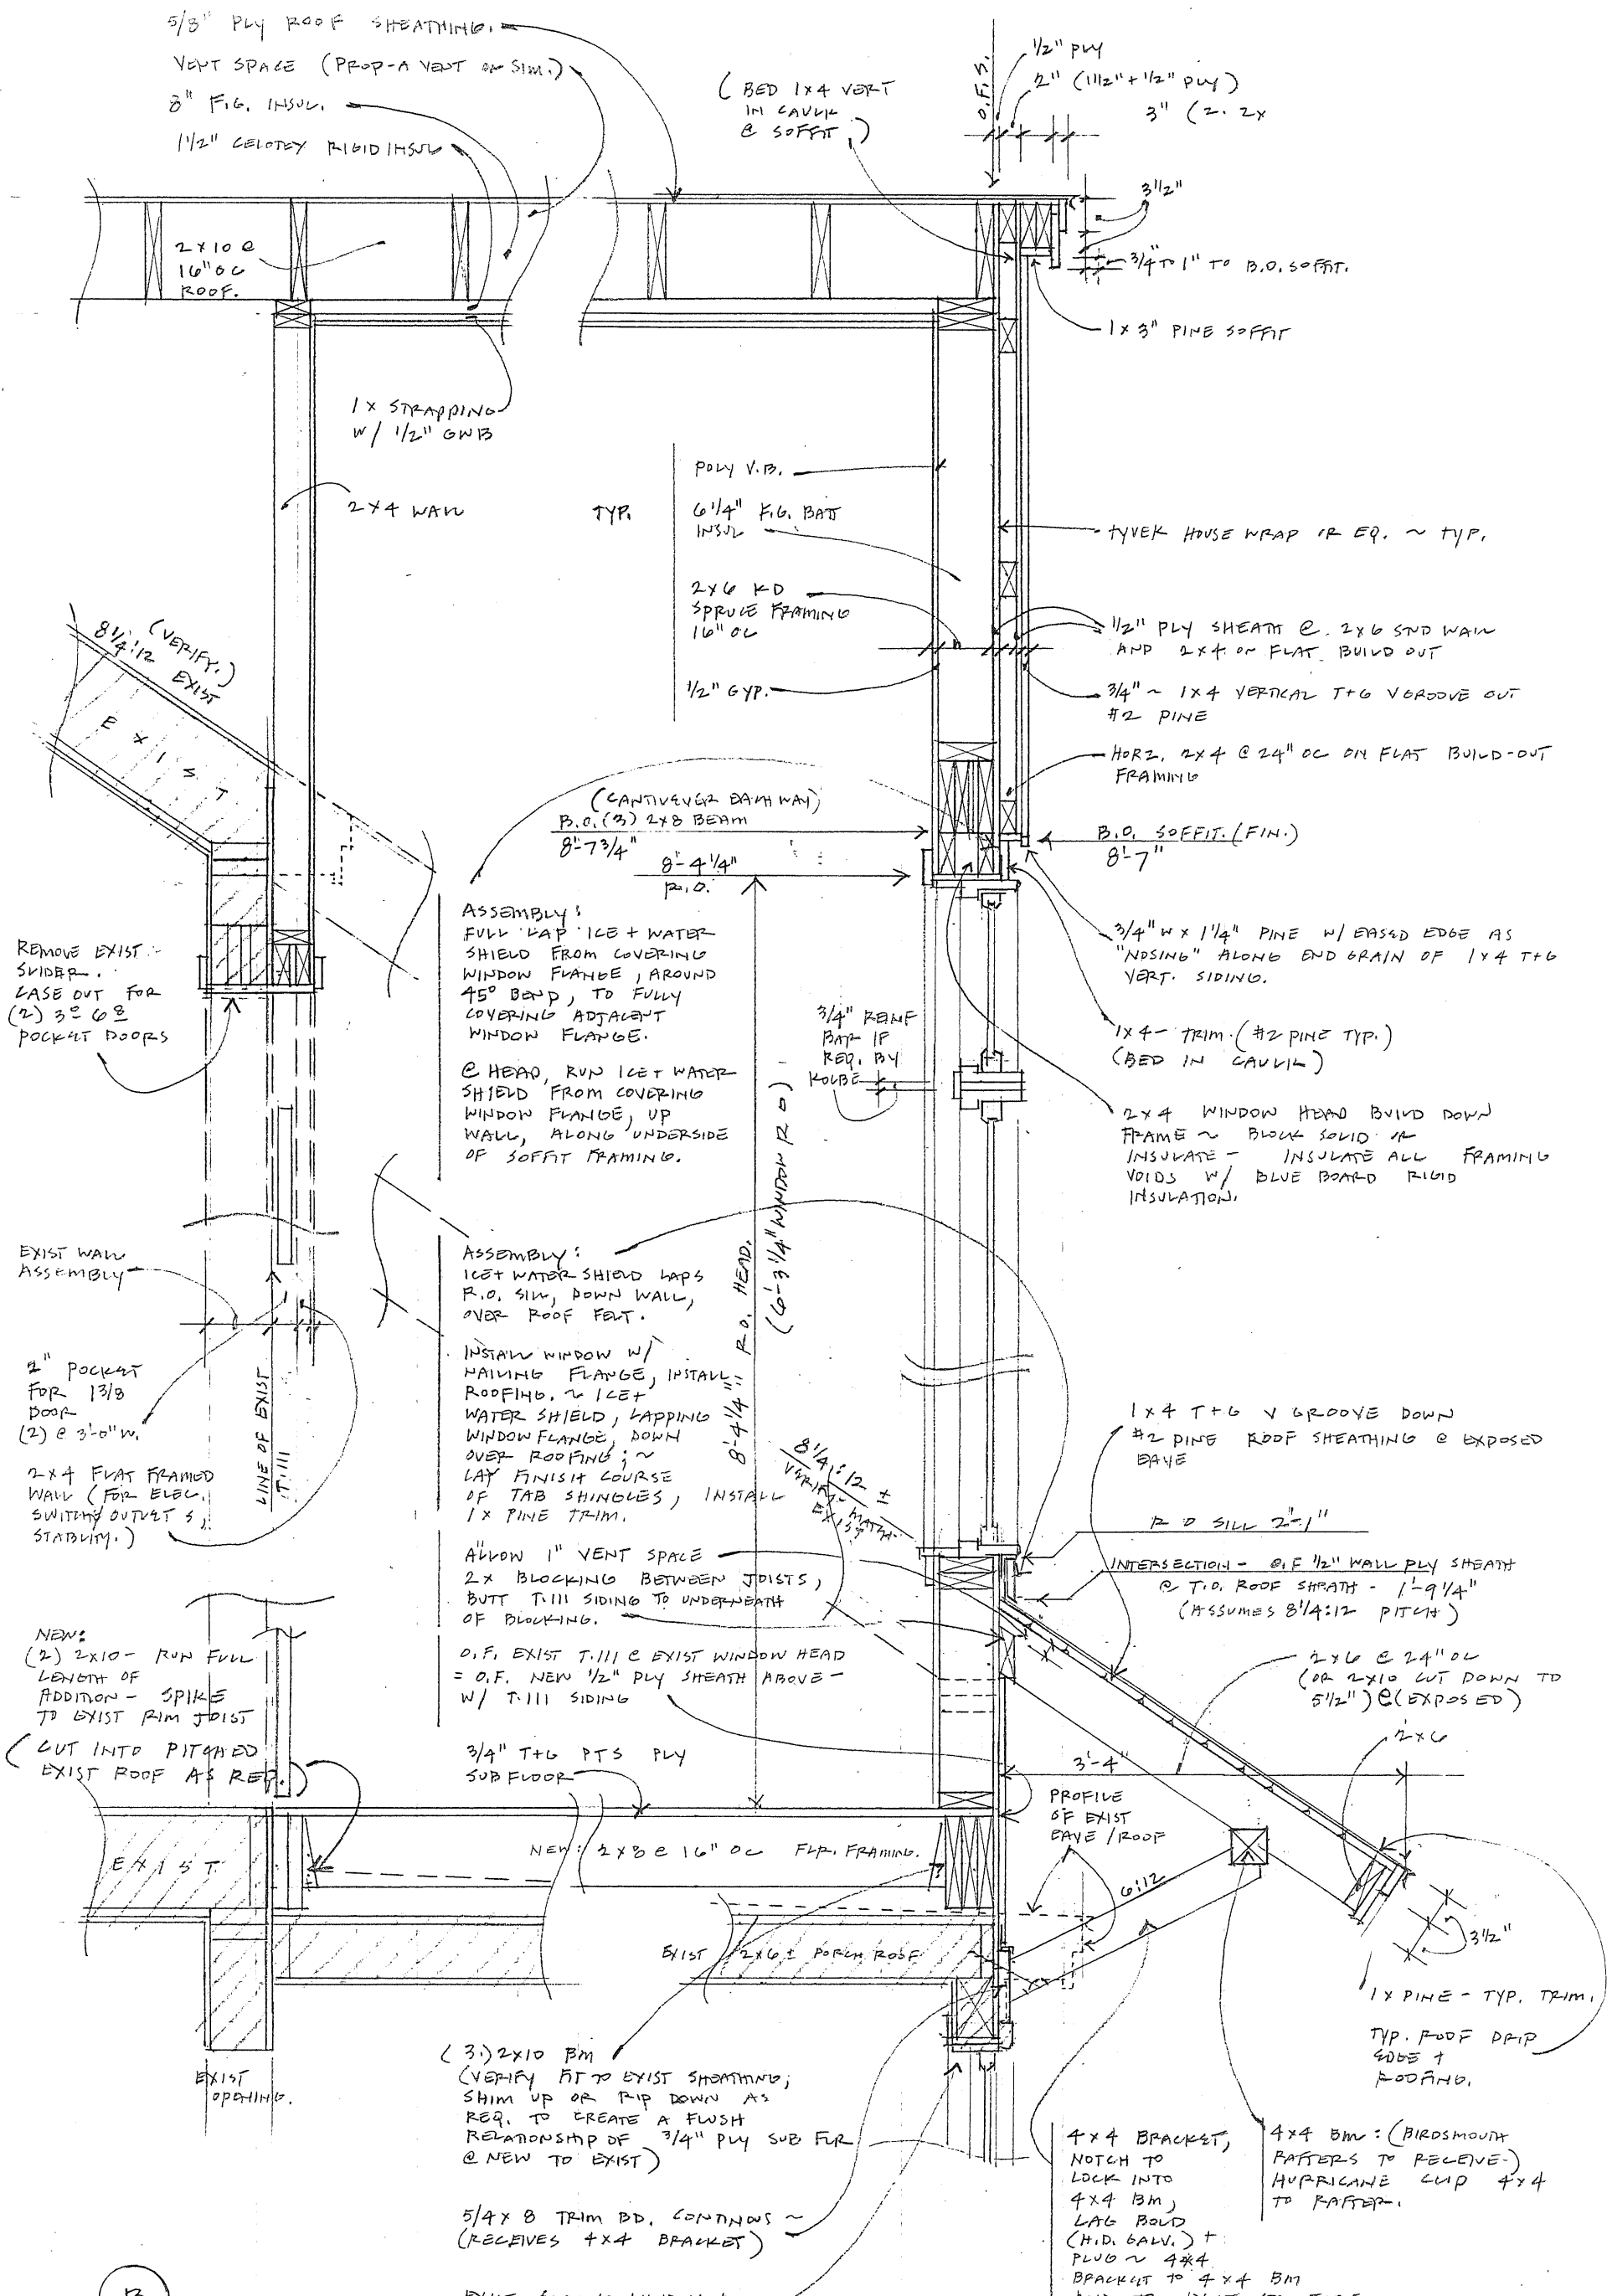 5/8" PLY ROOF SHEATHING.
VENT SPACE (PROP-A VENT OR SIM.)
8" F.G. INSUL.
1 1/2" CELOTEX RIGID INSUL
(BED 1x4 VERT
IN CAULK
@ SOFFIT.)
O.F.
1/2" PLY
2" (1 1/2" + 1/2" PLY)
3" (2. 2x
3 1/2"
3/4 TO 1" TO B.O. SOFFIT.
1 x 3" PINE SOFFIT
2x10 @
16" OC
ROOF.
1 x STRAPPING
W/ 1/2" GWB
2x4 WALL
TYP.
POLY V.B.
6 1/4" F.G. BATT
INSUL
2x6 KD
SPRUCE FRAMING
16" OC
1/2" GYP.
TYVEK HOUSE WRAP OR EQ. ~ TYP.
1/2" PLY SHEATH @ 2x6 STND WALL
AND 2x4 ON FLAT BUILD OUT
3/4" ~ 1x4 VERTICAL T+G V GROOVE OUT
#2 PINE
HORZ. 2x4 @ 24" OC ON FLAT BUILD-OUT
FRAMING
8 1/4:12 (VERIFY.)
EXIST
EXIST
(CANTILEVER EACH WAY)
B.O. (3) 2x8 BEAM
8'-7 3/4"
8'-4 1/4"
R.O.
B.O. SOFFIT. (FIN.)
8'-7"
REMOVE EXIST.
SLIDER.
CASE OUT FOR
(2) 3º 6⁸
POCKET DOORS
ASSEMBLY:
FULL LAP ICE + WATER
SHIELD FROM COVERING
WINDOW FLANGE, AROUND
45° BEND, TO FULLY
COVERING ADJACENT
WINDOW FLANGE.
@ HEAD, RUN ICE + WATER
SHIELD FROM COVERING
WINDOW FLANGE, UP
WALL, ALONG UNDERSIDE
OF SOFFIT FRAMING.
3/4" REINF
BAR IF
REQ. BY
KOLBE
3/4" W x 1 1/4" PINE W/ EASED EDGE AS
"NOSING" ALONG END GRAIN OF 1x4 T+G
VERT. SIDING.
1x4 - TRIM. (#2 PINE TYP.)
(BED IN CAULK)
2x4 WINDOW HEAD BUILD DOWN
FRAME ~ BLOCK SOLID OR
INSULATE - INSULATE ALL FRAMING
VOIDS W/ BLUE BOARD RIGID
INSULATION.
EXIST WALL
ASSEMBLY
ASSEMBLY:
ICE + WATER SHIELD LAPS
R.O. SILL, DOWN WALL,
OVER ROOF FELT.
INSTALL WINDOW W/
NAILING FLANGE, INSTALL
ROOFING. ~ ICE +
WATER SHIELD, LAPPING
WINDOW FLANGE, DOWN
OVER ROOFING; ~
LAY FINISH COURSE
OF TAB SHINGLES, INSTALL
1 x PINE TRIM.
8'-4 1/4" R.O. HEAD.
(6'-3 1/4" WINDOW R O)
2" POCKET
FOR 1 3/8
DOOR
(2) @ 3'-0" W.
2x4 FLAT FRAMED
WALL (FOR ELEC.
SWITCH/OUTLETS,
STABILITY.)
LINE OF EXIST
T.111
1x4 T+G V GROOVE DOWN
#2 PINE ROOF SHEATHING @ EXPOSED
EAVE
8 1/4:12 ±
R O SILL 2'-1"
INTERSECTION - O.F 1/2" WALL PLY SHEATH
@ T.O. ROOF SHEATH - 1'-9 1/4"
(ASSUMES 8 1/4:12 PITCH)
ALLOW 1" VENT SPACE
2x BLOCKING BETWEEN JOISTS,
BUTT T.111 SIDING TO UNDERNEATH
OF BLOCKING.
O.F. EXIST T.111 @ EXIST WINDOW HEAD
= O.F. NEW 1/2" PLY SHEATH ABOVE -
W/ T.111 SIDING
3/4" T+G PTS PLY
SUB FLOOR
NEW:
(2) 2x10 - RUN FULL
LENGTH OF
ADDITION - SPIKE
TO EXIST RIM JOIST
(CUT INTO PITCHED
EXIST ROOF AS REQ.)
2x6 @ 24" OC
(OR 2x10 CUT DOWN TO
5 1/2") @ (EXPOSED)
2x6
3'-4"
PROFILE
OF EXIST
EAVE / ROOF
EXIST
NEW: 2x8 @ 16" OC FLR. FRAMING.
6:12
3 1/2"
EXIST 2x6± PORCH ROOF
1 x PINE - TYP. TRIM.
TYP. ROOF DRIP
EDGE +
ROOFING.
EXIST
OPENING.
(3) 2x10 BM
(VERIFY FIT TO EXIST SHEATHING;
SHIM UP OR RIP DOWN AS
REQ. TO CREATE A FLUSH
RELATIONSHIP OF 3/4" PLY SUB FLR
@ NEW TO EXIST)
5/4 x 8 TRIM BD. CONTINOUS ~
(RECEIVES 4x4 BRACKET)
4x4 BRACKET,
NOTCH TO
LOCK INTO
4x4 BM,
LAG BOLD
(H.D. GALV.) +
PLUG ~ 4x4
BRACKET TO 4x4 BM
4x4 BM: (BIRDSMOUTH
RAFTERS TO RECEIVE-)
HURRICANE CLIP 4x4
TO RAFTER.
B